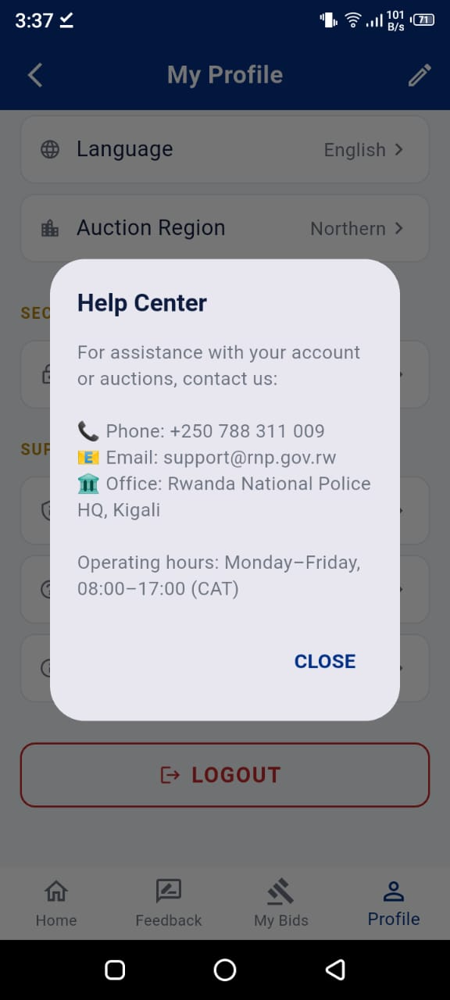 3:37
101
B/s
71
My Profile
Language
English
Auction Region
Northern
SEC
Help Center
For assistance with your account
or auctions, contact us:
📞 Phone: +250 788 311 009
📧 Email: support@rnp.gov.rw
🏛️ Office: Rwanda National Police
HQ, Kigali
Operating hours: Monday–Friday,
08:00–17:00 (CAT)
CLOSE
SUP
LOGOUT
Home
Feedback
My Bids
Profile